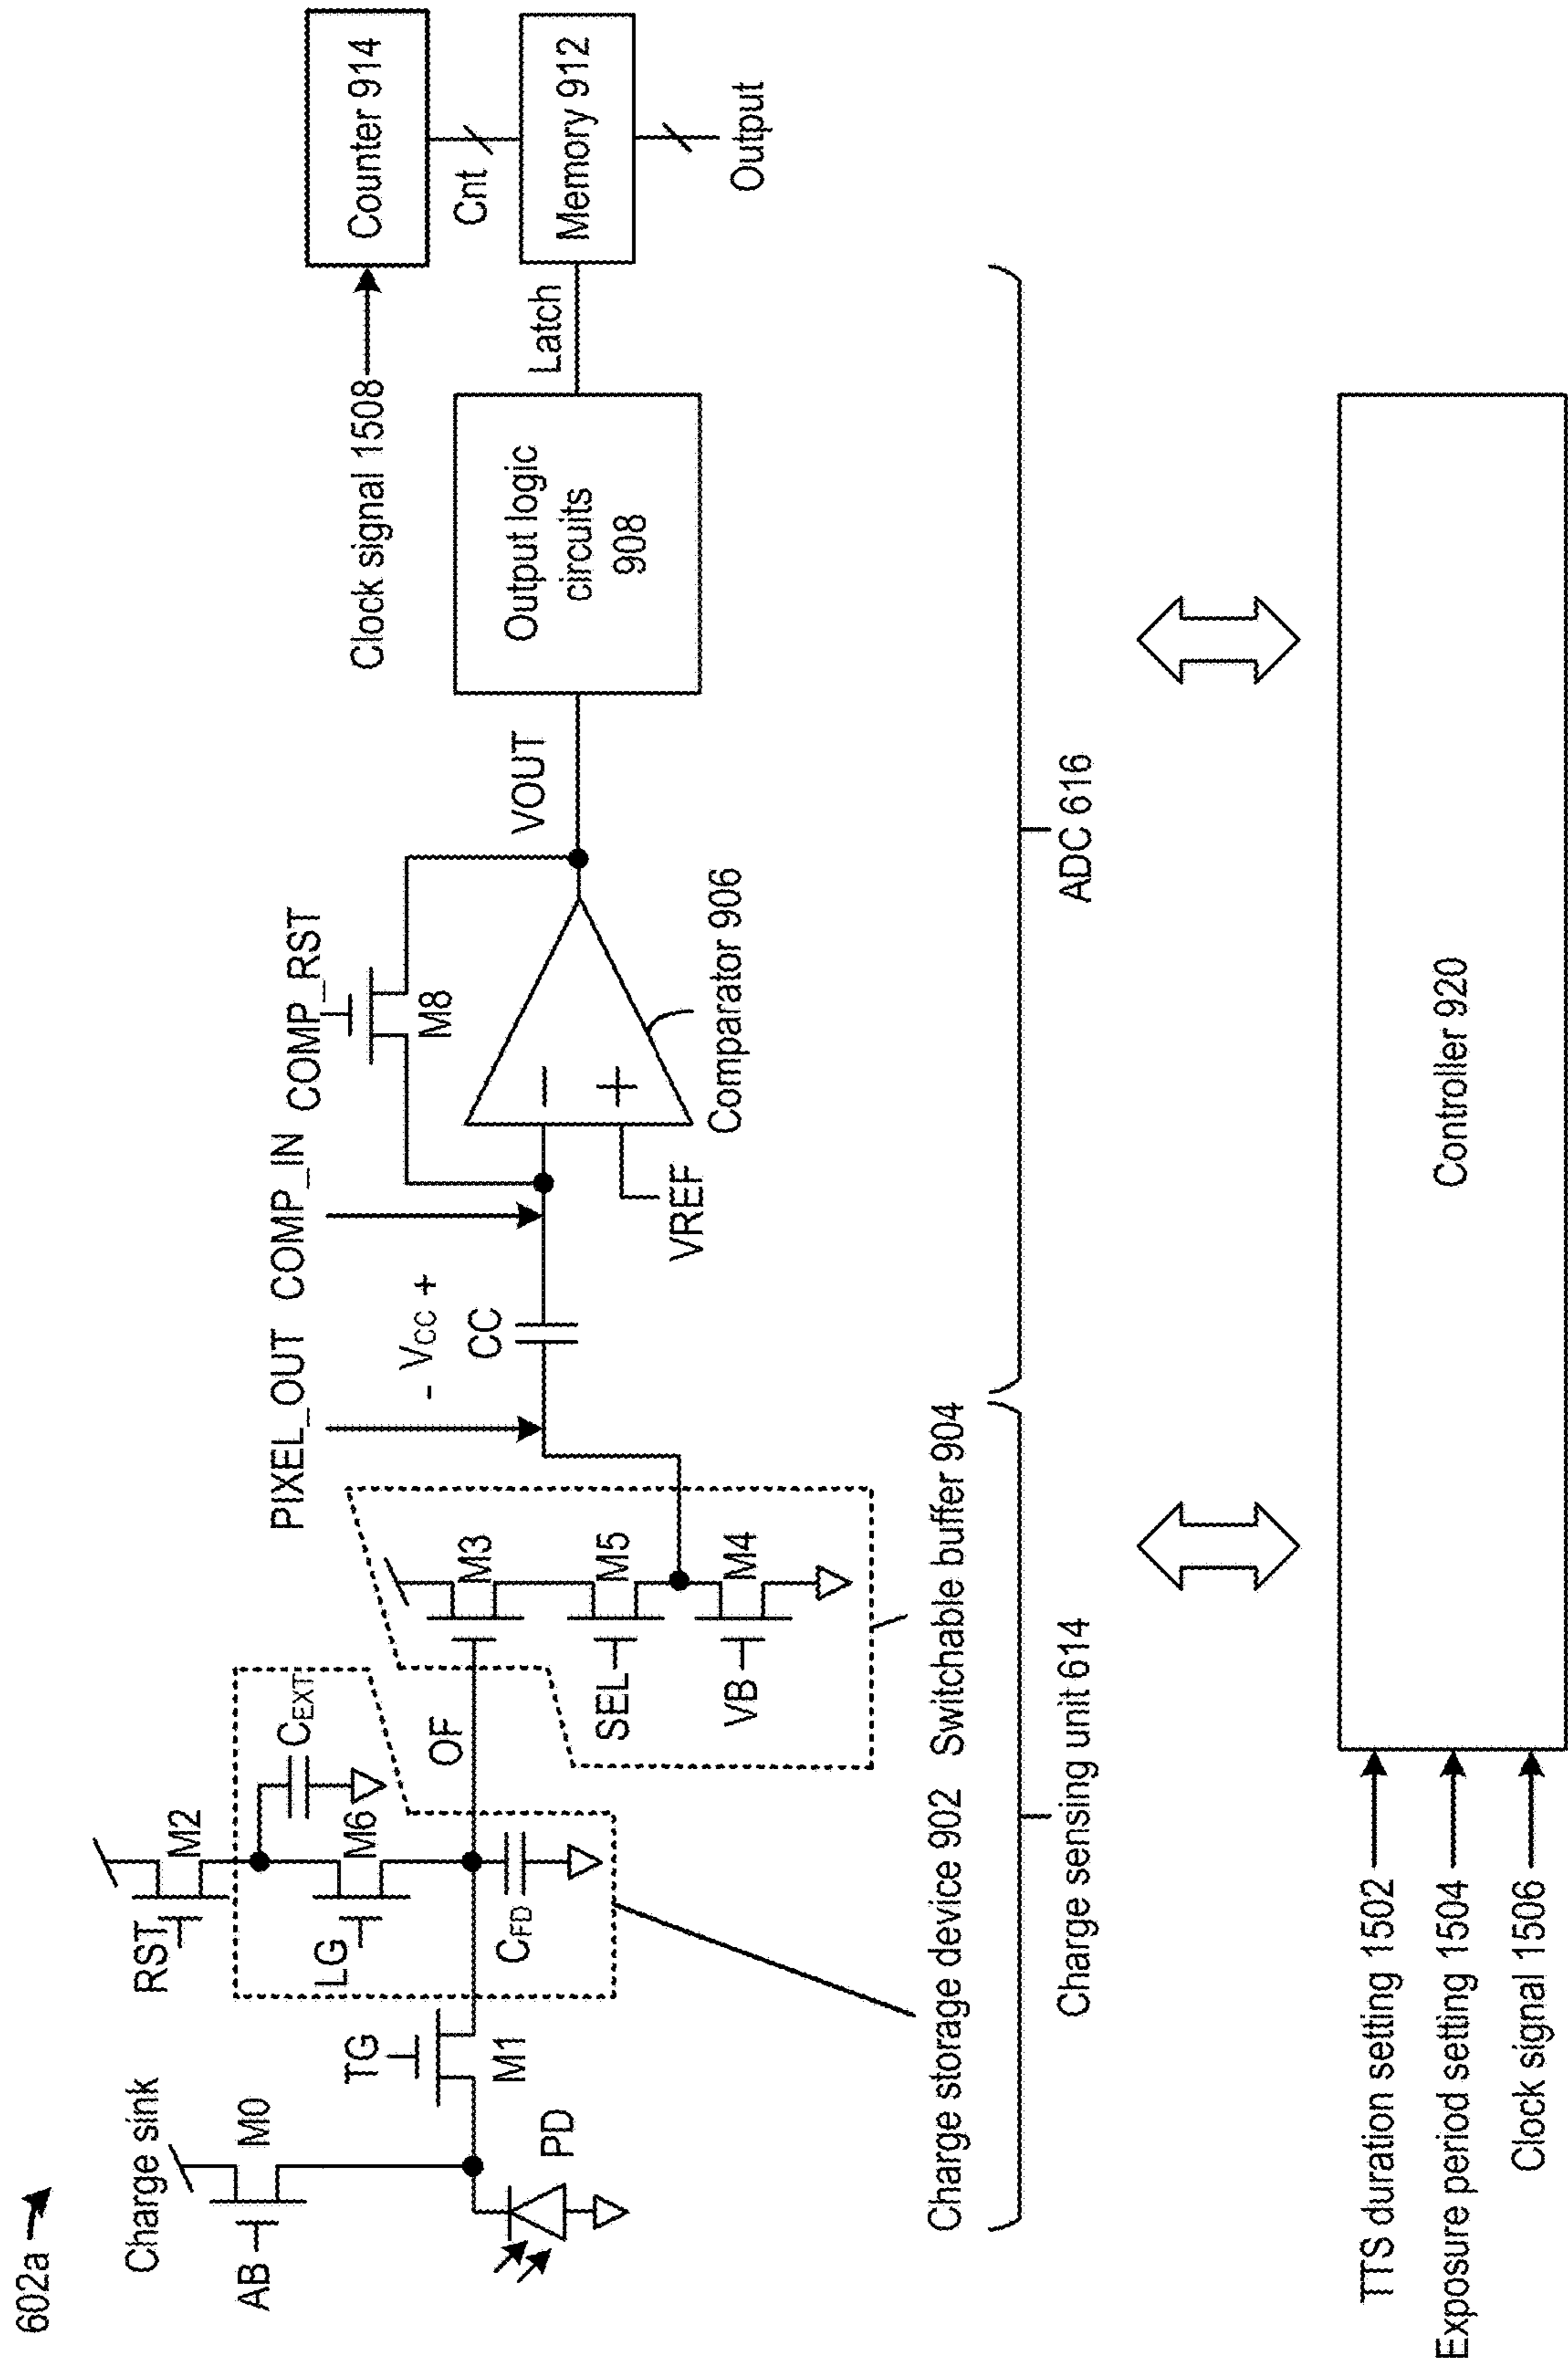 602a
Charge sink
AB
M0
PD
TG
M1
RST
M2
LG
M6
CEXT
CFD
OF
M3
SEL
M5
VB
M4
PIXEL_OUT
COMP_IN
COMP_RST
- VCC +
CC
M8
−
+
VREF
VOUT
Comparator 906
Output logic
circuits
908
Latch
Clock signal 1508
Counter 914
Cnt
Memory 912
Output
Charge storage device 902
Switchable buffer 904
Charge sensing unit 614
ADC 616
TTS duration setting 1502
Exposure period setting 1504
Clock signal 1506
Controller 920